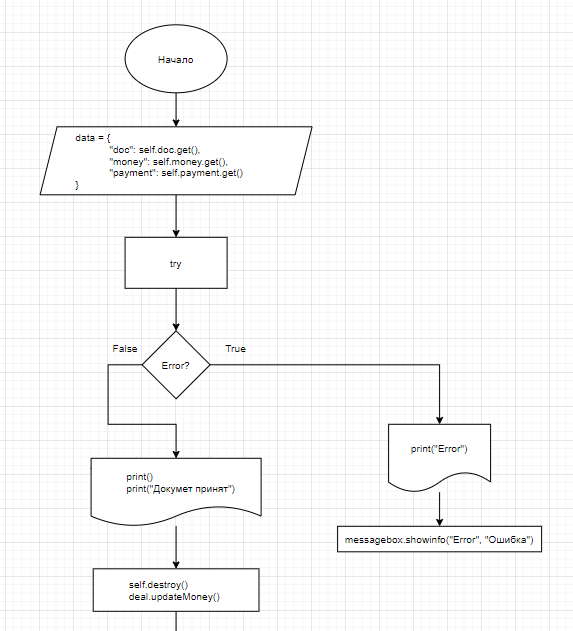 Начало
data = {
"doc": self.doc.get(),
"money": self.money.get(),
"payment": self.payment.get()
}
try
False
True
Error?
print("Error")
print()
print("Докумет принят")
messagebox.showinfo("Error", "Ошибка")
self.destroy()
deal.updateMoney()